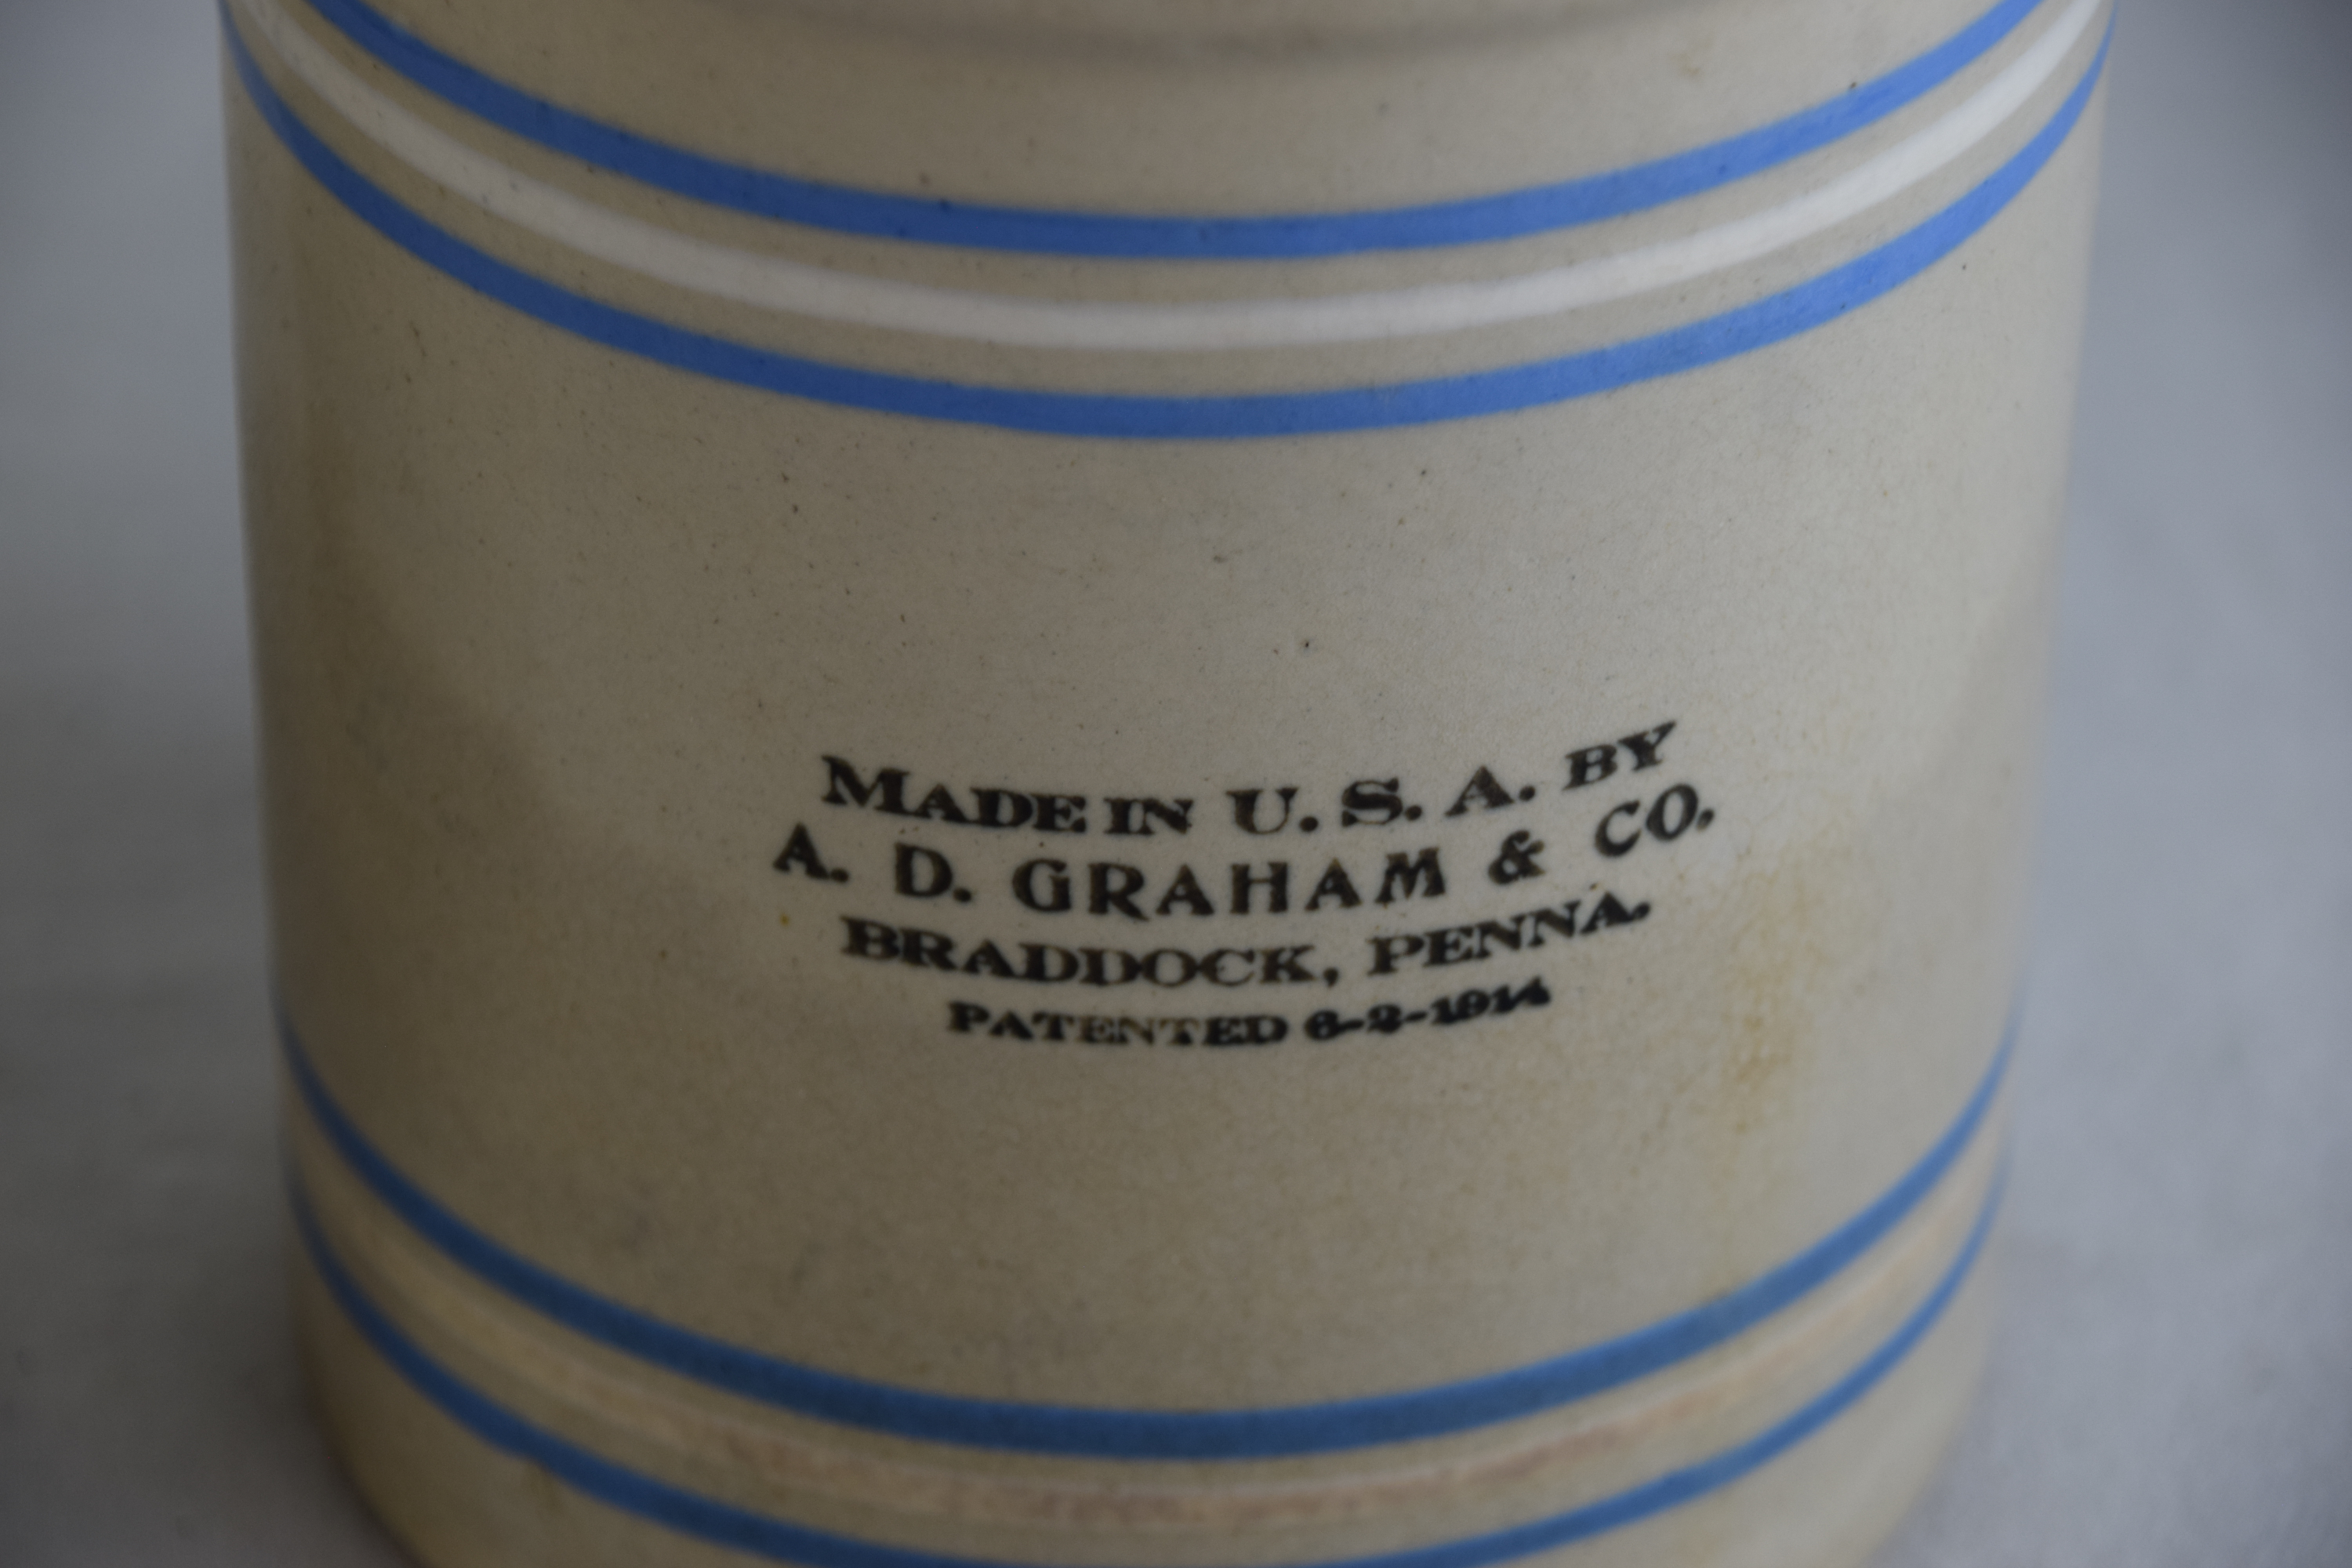 MADE IN U.S.A. BY
A. D. GRAHAM & CO.
BRADDOCK, PENNA.
PATENTED 6-2-1914